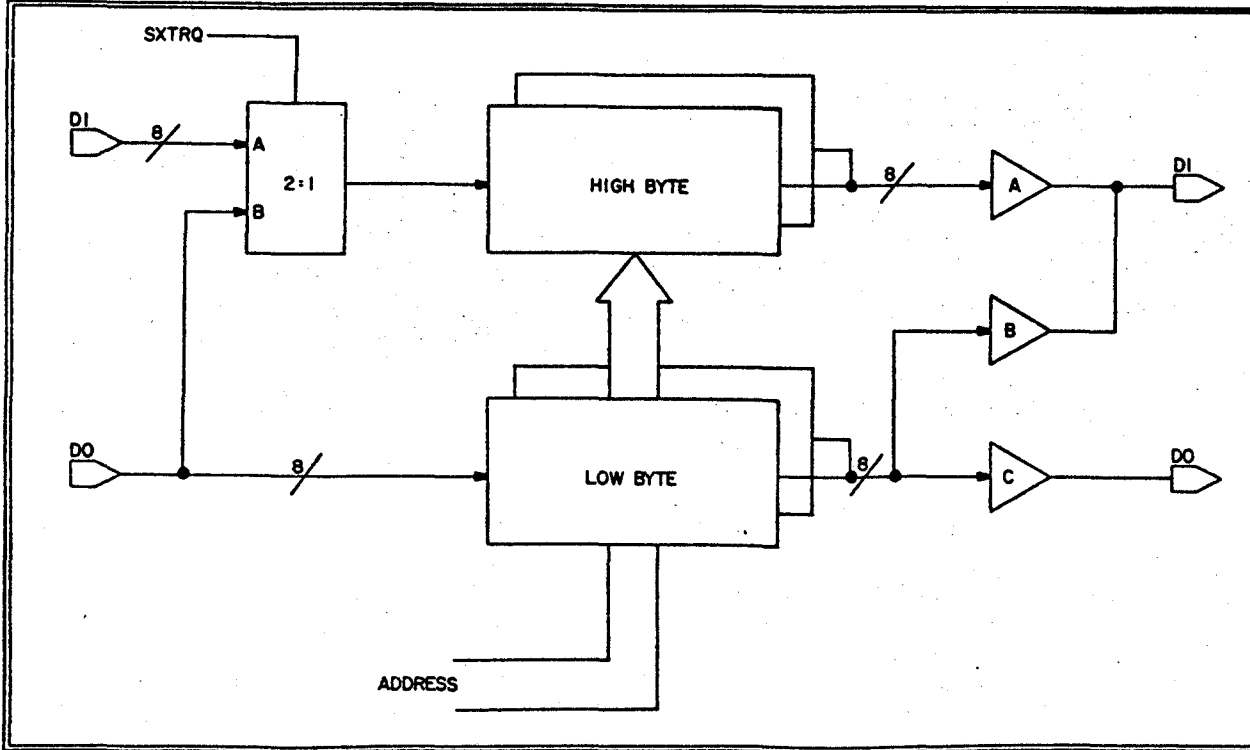 SXTRQ
DI
8
A
2:1
B
HIGH BYTE
8
A
DI
B
DO
8
LOW BYTE
8
C
DO
ADDRESS